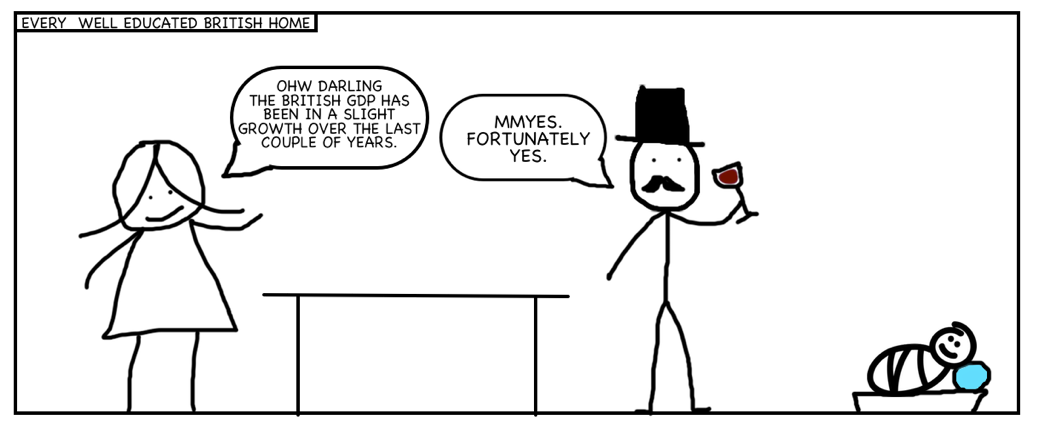 EVERY WELL EDUCATED BRITISH HOME
OHW DARLING
THE BRITISH GDP HAS
BEEN IN A SLIGHT
GROWTH OVER THE LAST
COUPLE OF YEARS.
MMYES.
FORTUNATELY
YES.